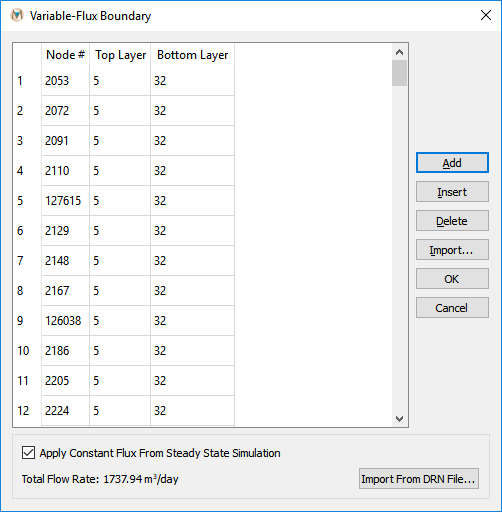 Variable-Flux Boundary
Node # Top Layer Bottom Layer
1 2053 5 32
2 2072 5 32
3 2091 5 32
4 2110 5 32
5 127615 5 32
6 2129 5 32
7 2148 5 32
8 2167 5 32
9 126038 5 32
10 2186 5 32
11 2205 5 32
12 2224 5 32
Add
Insert
Delete
Import...
OK
Cancel
Apply Constant Flux From Steady State Simulation
Total Flow Rate: 1737.94 m³/day
Import From DRN File...